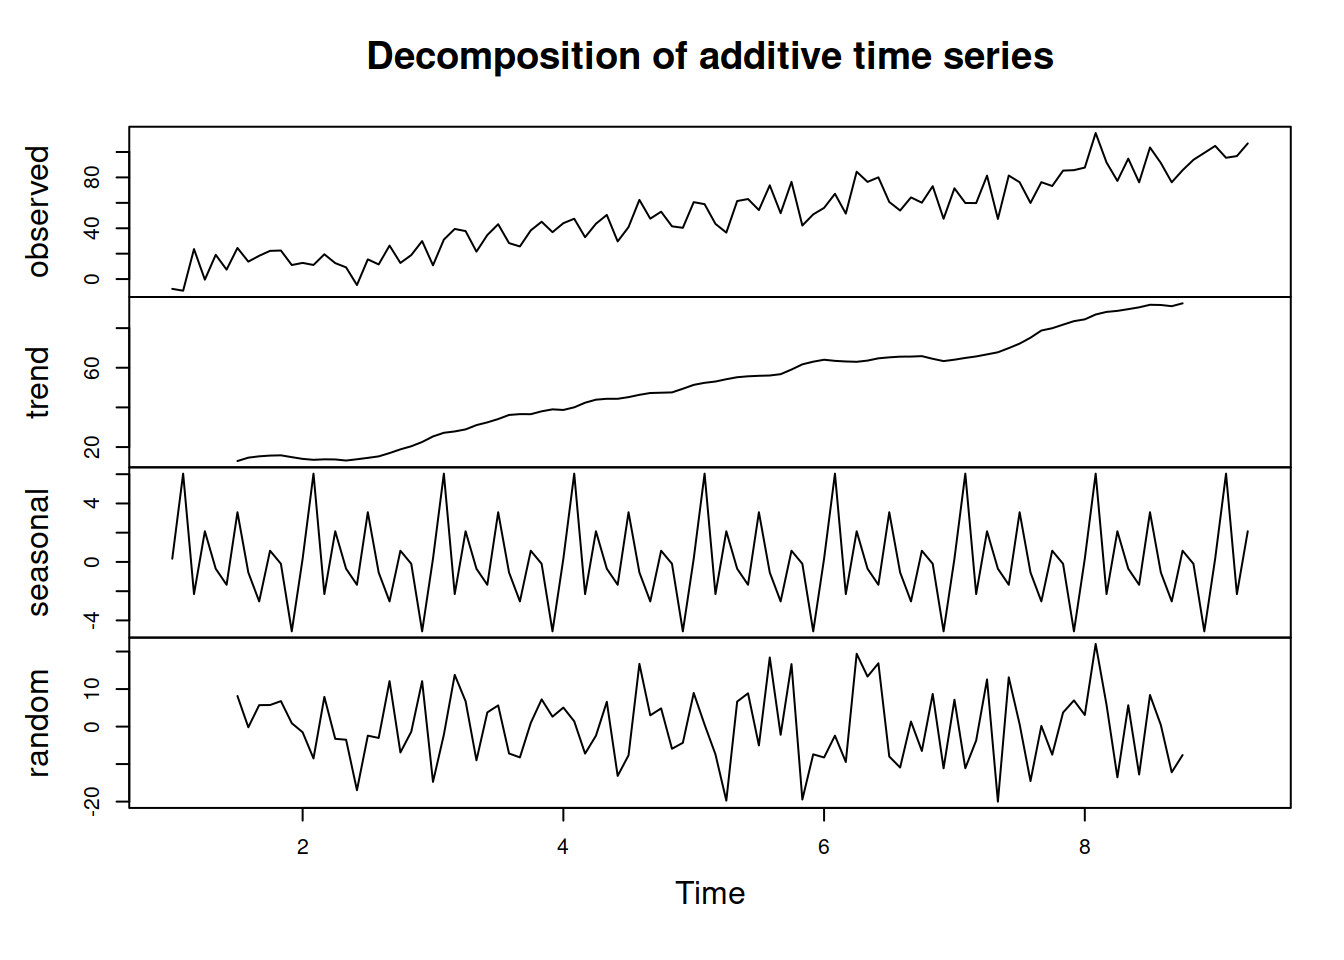 Decomposition of additive time series
observed
0 40 80
trend
20 60
seasonal
-4 0 4
random
-20 0 10
2 4 6 8
Time